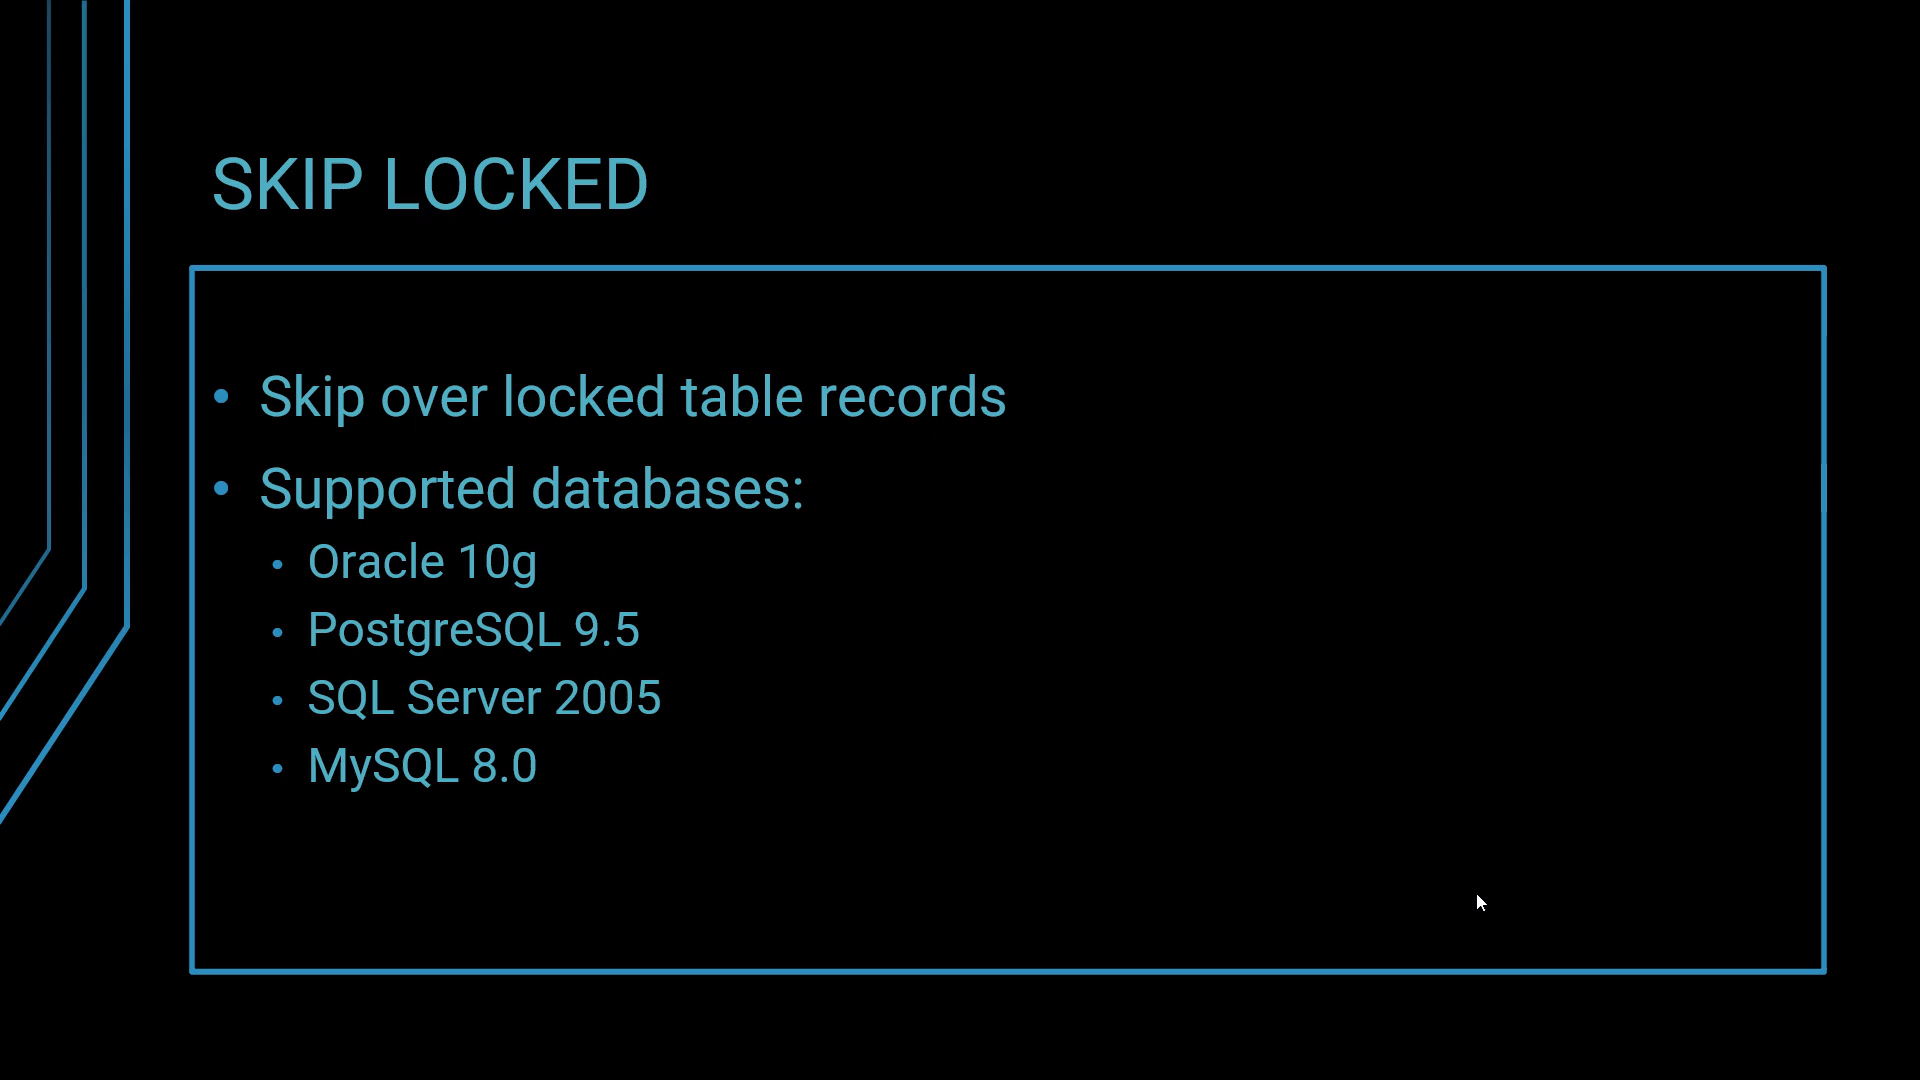 SKIP LOCKED
• Skip over locked table records
• Supported databases:
• Oracle 10g
• PostgreSQL 9.5
• SQL Server 2005
• MySQL 8.0